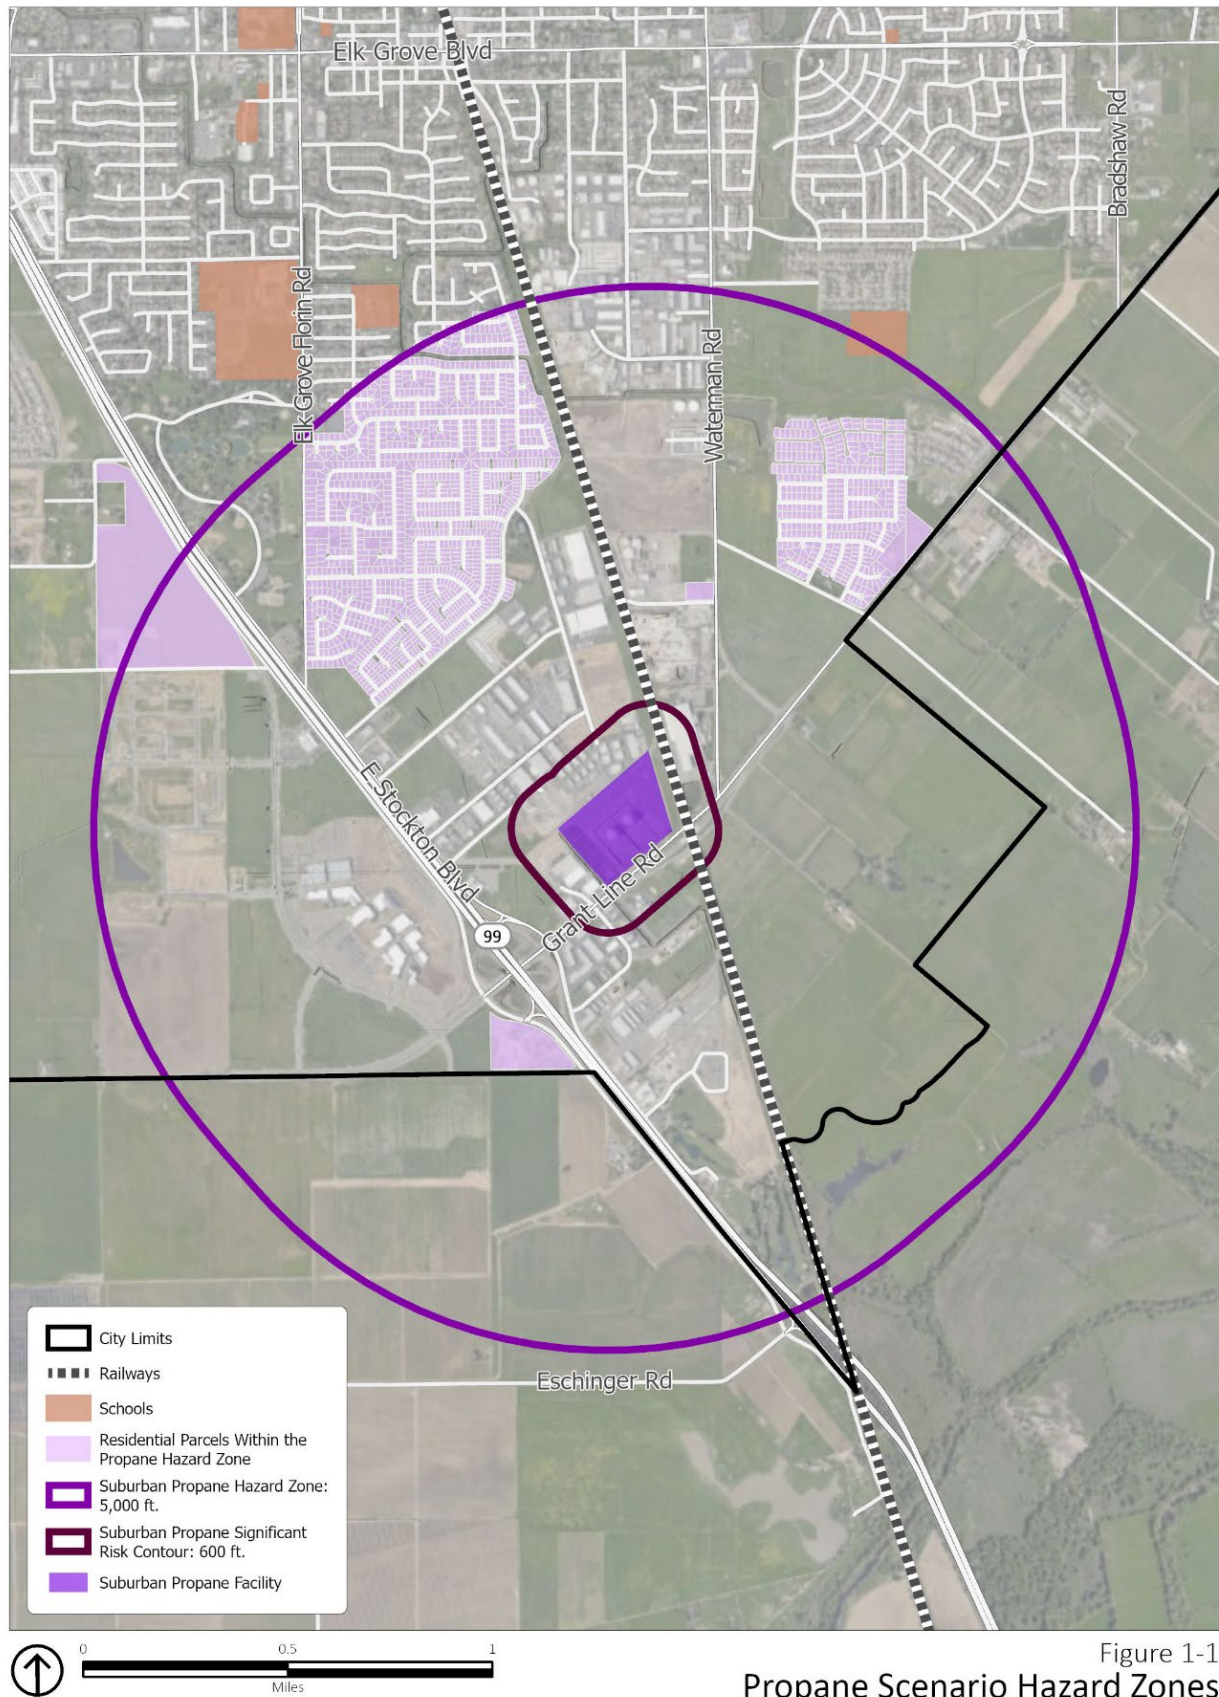 Elk Grove Blvd
Bradshaw Rd
Elk Grove Florin Rd
Waterman Rd
E Stockton Blvd
Grant Line Rd
99
Eschinger Rd
City Limits
Railways
Schools
Residential Parcels Within the
Propane Hazard Zone
Suburban Propane Hazard Zone:
5,000 ft.
Suburban Propane Significant
Risk Contour: 600 ft.
Suburban Propane Facility
0 0.5 1
Miles
Figure 1-1
Propane Scenario Hazard Zones